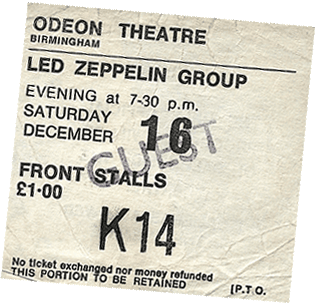 ODEON THEATRE
BIRMINGHAM
LED ZEPPELIN GROUP
EVENING at 7-30 p.m.
SATURDAY
DECEMBER 16
GUEST
FRONT STALLS
£1·00
K14
No ticket exchanged nor money refunded
THIS PORTION TO BE RETAINED [P.T.O.